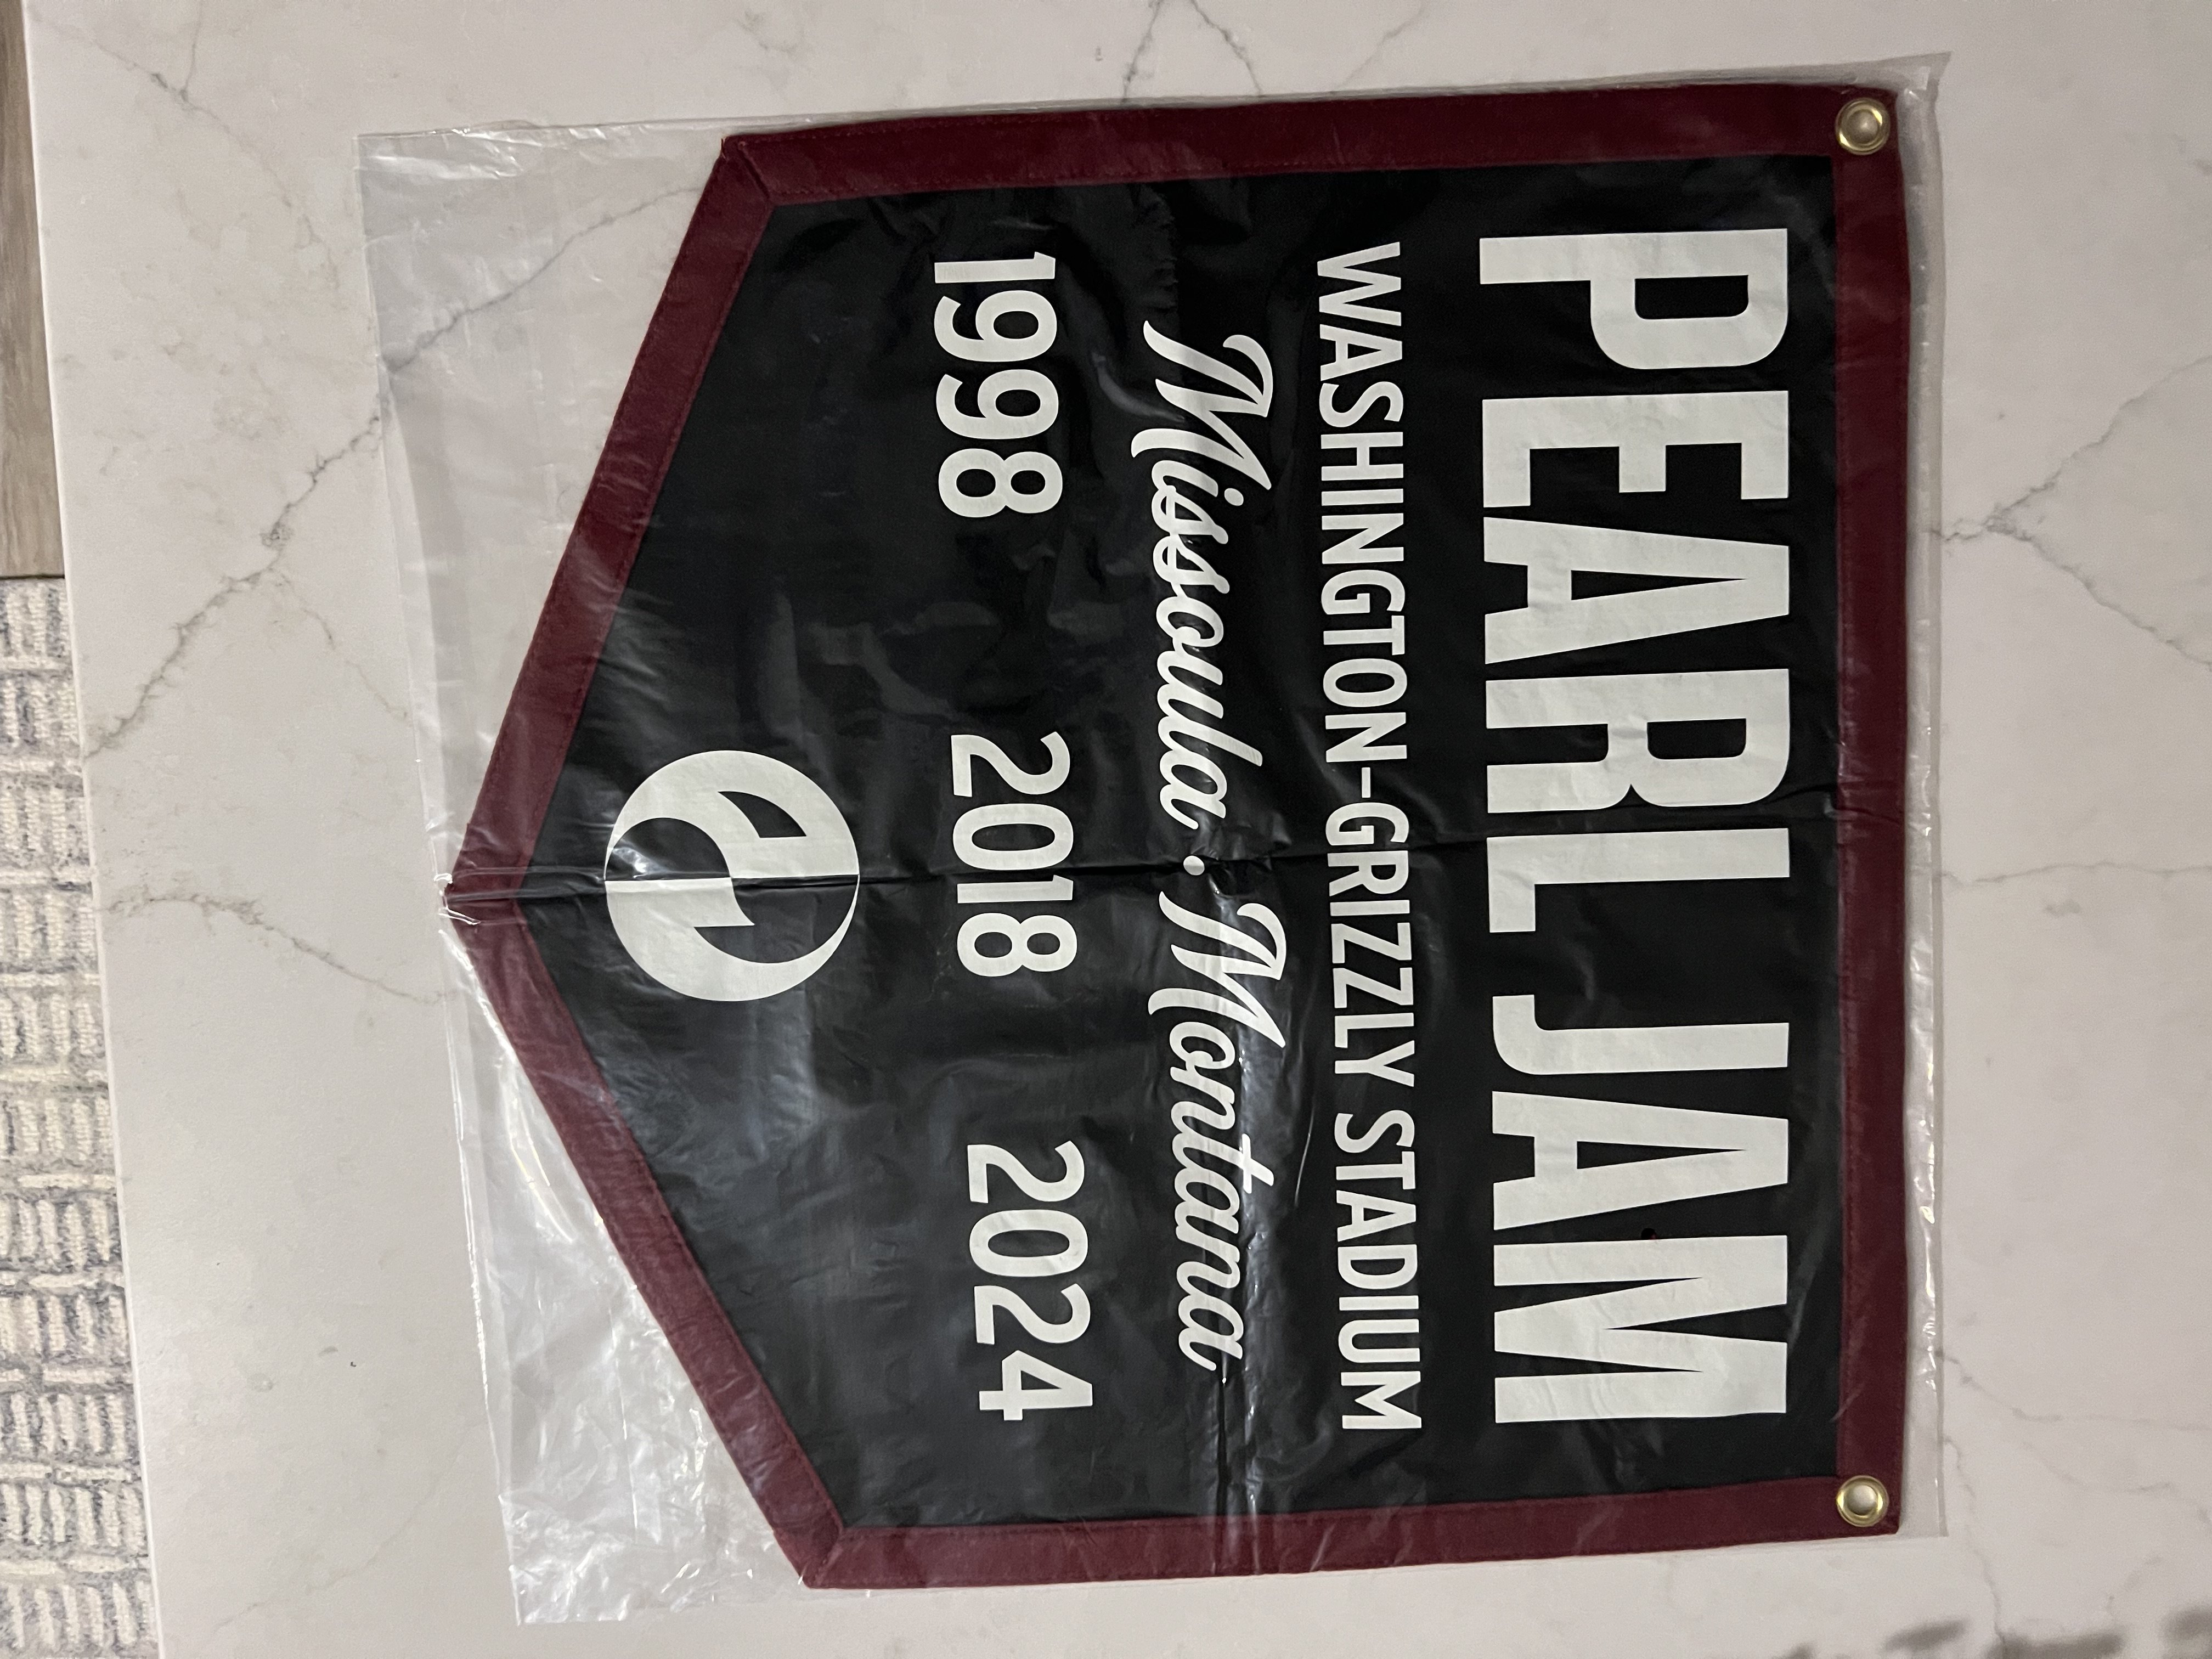 PEARL JAM
WASHINGTON-GRIZZLY STADIUM
Missoula · Montana
1998 2018 2024